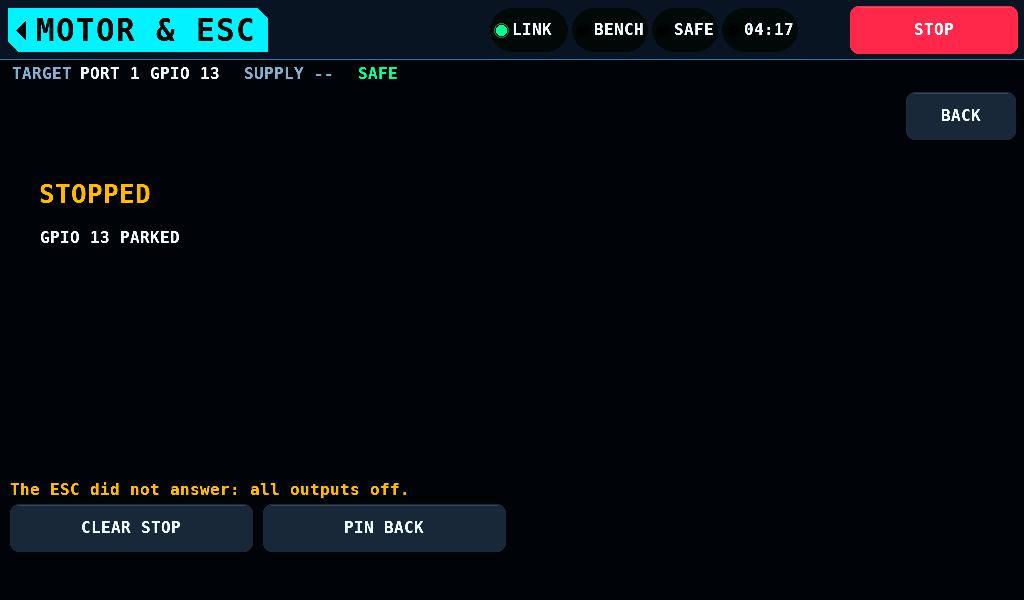 MOTOR & ESC LINK BENCH SAFE 04:17 STOP
TARGET PORT 1 GPIO 13 SUPPLY -- SAFE
BACK
STOPPED
GPIO 13 PARKED
The ESC did not answer: all outputs off.
CLEAR STOP PIN BACK